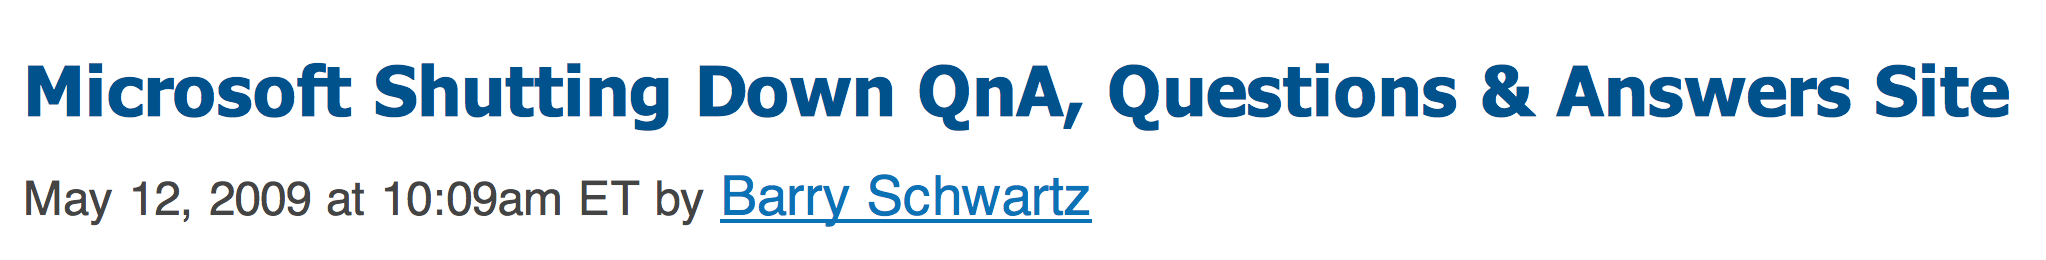 Microsoft Shutting Down QnA, Questions & Answers Site
May 12, 2009 at 10:09am ET by Barry Schwartz